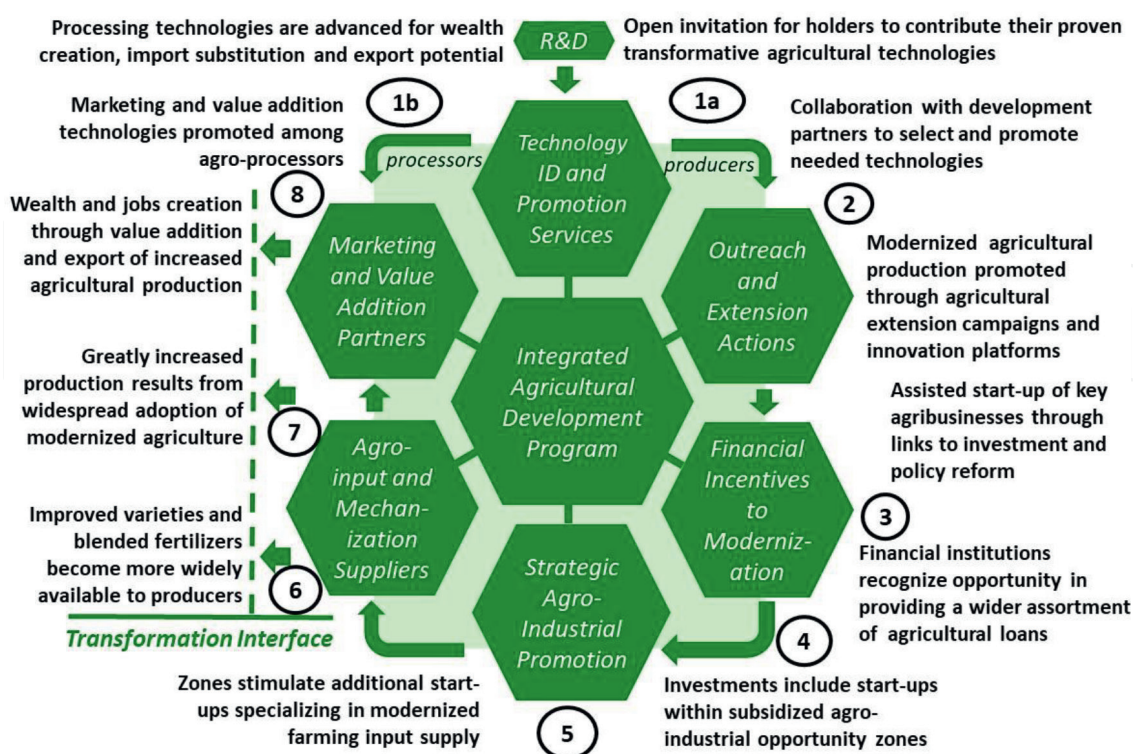 Processing technologies are advanced for wealth
creation, import substitution and export potential
R&D
Open invitation for holders to contribute their proven
transformative agricultural technologies
Marketing and value addition
technologies promoted among
agro-processors
1b
processors
Technology
ID and
Promotion
Services
1a
producers
Collaboration with development
partners to select and promote
needed technologies
8
2
Wealth and jobs creation
through value addition
and export of increased
agricultural production
Marketing
and Value
Addition
Partners
Outreach
and
Extension
Actions
Modernized agricultural
production promoted
through agricultural
extension campaigns and
innovation platforms
Integrated
Agricultural
Development
Program
Greatly increased
production results from
widespread adoption of
modernized agriculture
7
Assisted start-up of key
agribusinesses through
links to investment and
policy reform
Agro-
input and
Mechan-
ization
Suppliers
Financial
Incentives
to
Moderniz-
ation
3
Improved varieties and
blended fertilizers
become more widely
available to producers
6
Financial institutions
recognize opportunity in
providing a wider assortment
of agricultural loans
Strategic
Agro-
Industrial
Promotion
4
Transformation Interface
Zones stimulate additional start-
ups specializing in modernized
farming input supply
5
Investments include start-ups
within subsidized agro-
industrial opportunity zones